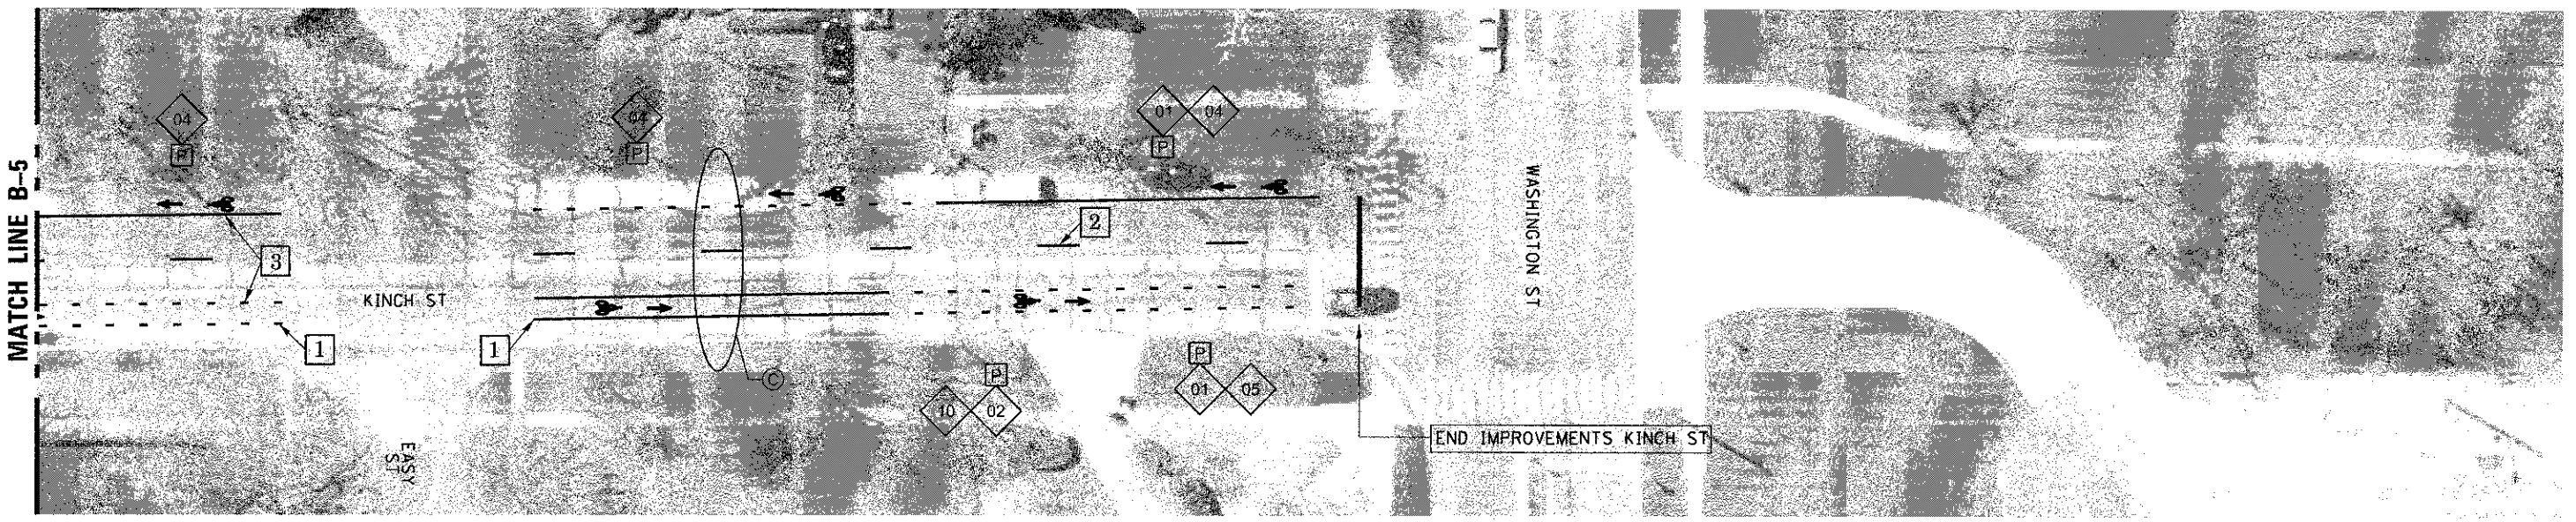 MATCH LINE B-5
04
P
04
P
01 04
P
2
3
KINCH ST
WASHINGTON ST
1
1
C
P
10 02
P
01 05
END IMPROVEMENTS KINCH ST
EASY
ST